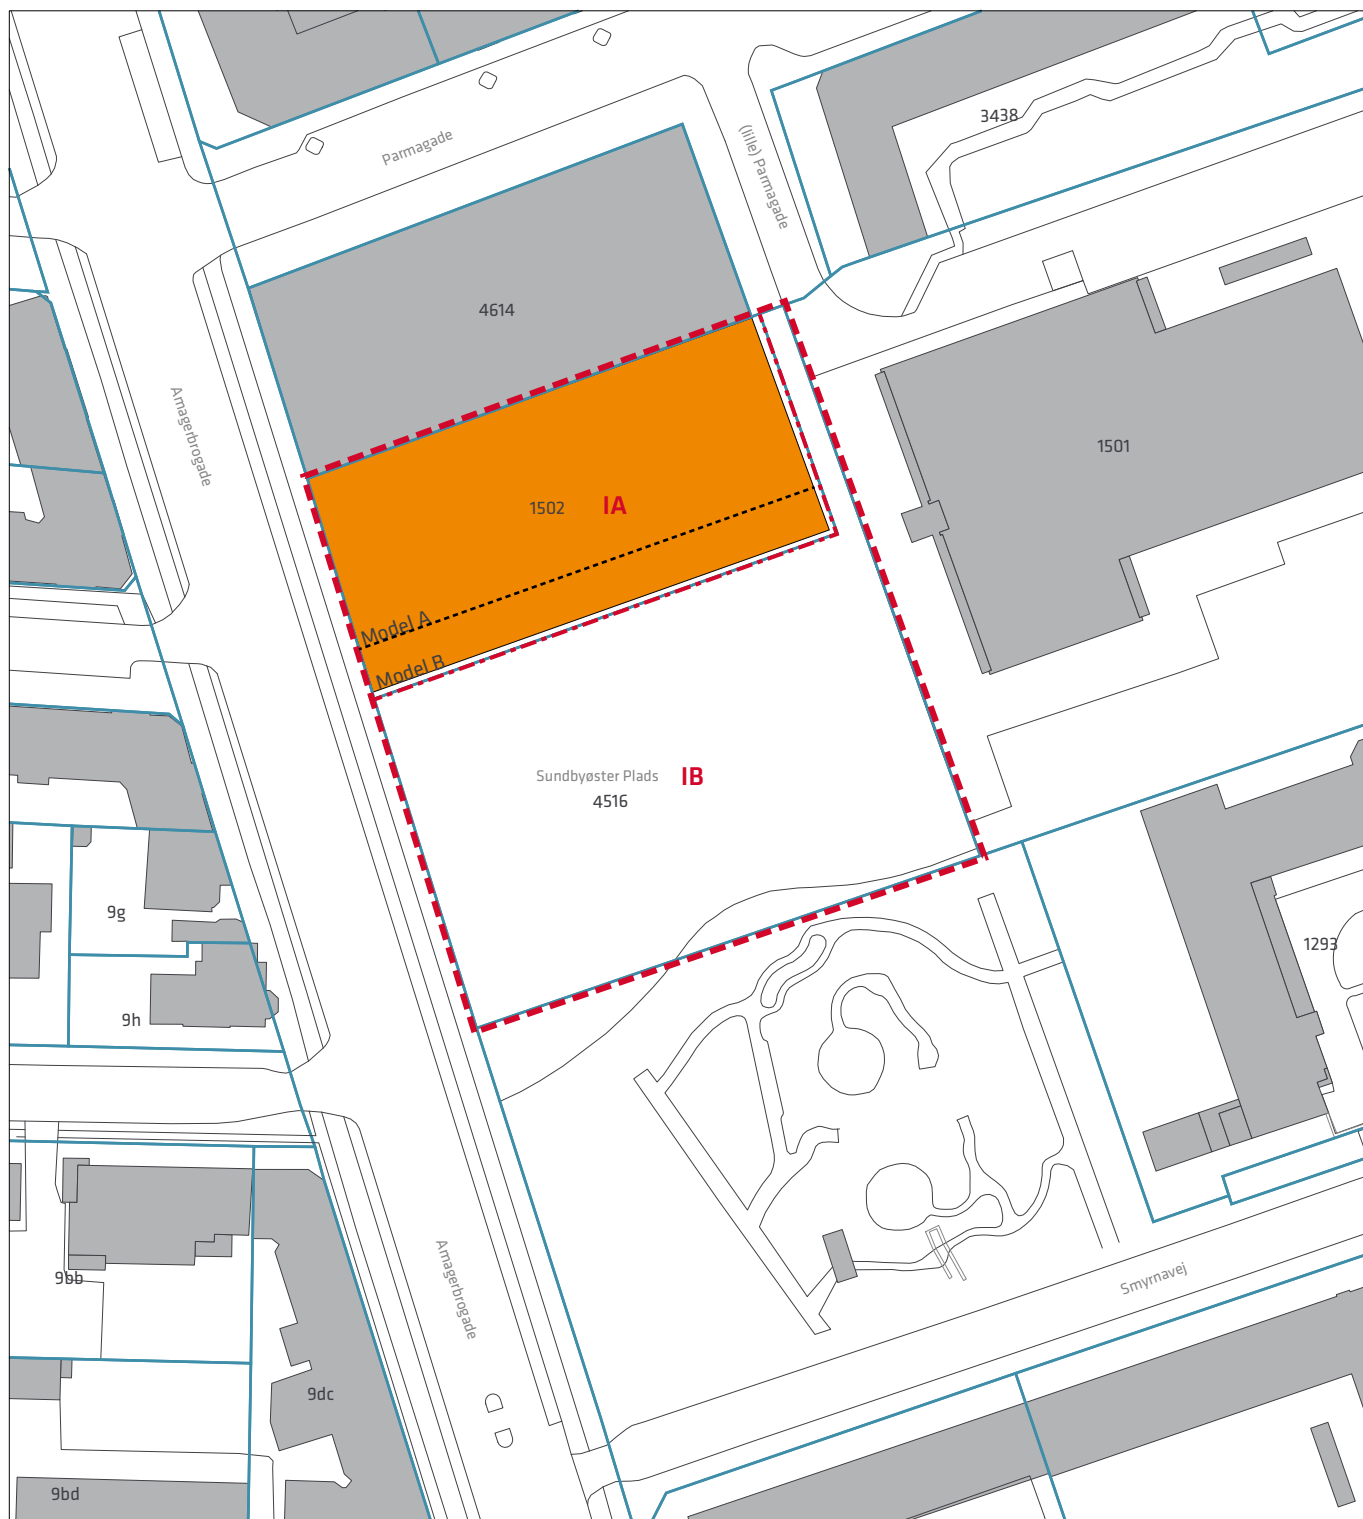 3438
Parmagade
(lille) Parmagade
4614
Amagerbrogade
1501
1502
IA
Model A
Model B
Sundbyøster Plads
IB
4516
9g
1293
9h
Amagerbrogade
Smyrnavej
9bb
9dc
9bd